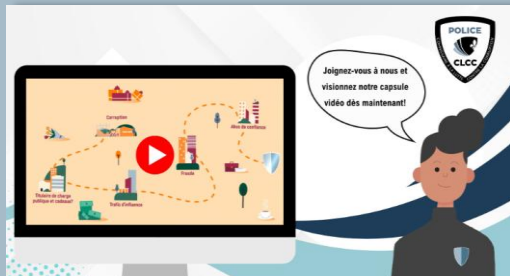 POLICE
CLCC
Joignez-vous à nous et
visionnez notre capsule
vidéo dès maintenant!
Corruption
Abus de confiance
Fraude
Titulaire de charge
politique et cadeaux?
Trafic d'influence